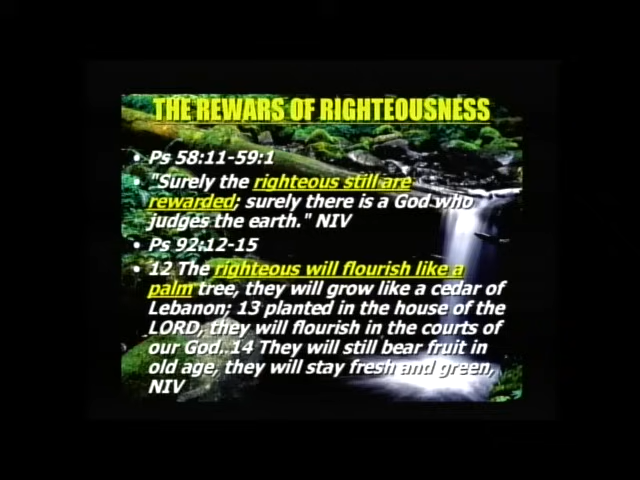 THE REWARS OF RIGHTEOUSNESS
• Ps 58:11-59:1
• "Surely the righteous still are
rewarded; surely there is a God who
judges the earth." NIV
• Ps 92:12-15
• 12 The righteous will flourish like a
palm tree, they will grow like a cedar of
Lebanon; 13 planted in the house of the
LORD, they will flourish in the courts of
our God. 14 They will still bear fruit in
old age, they will stay fresh and green,
NIV